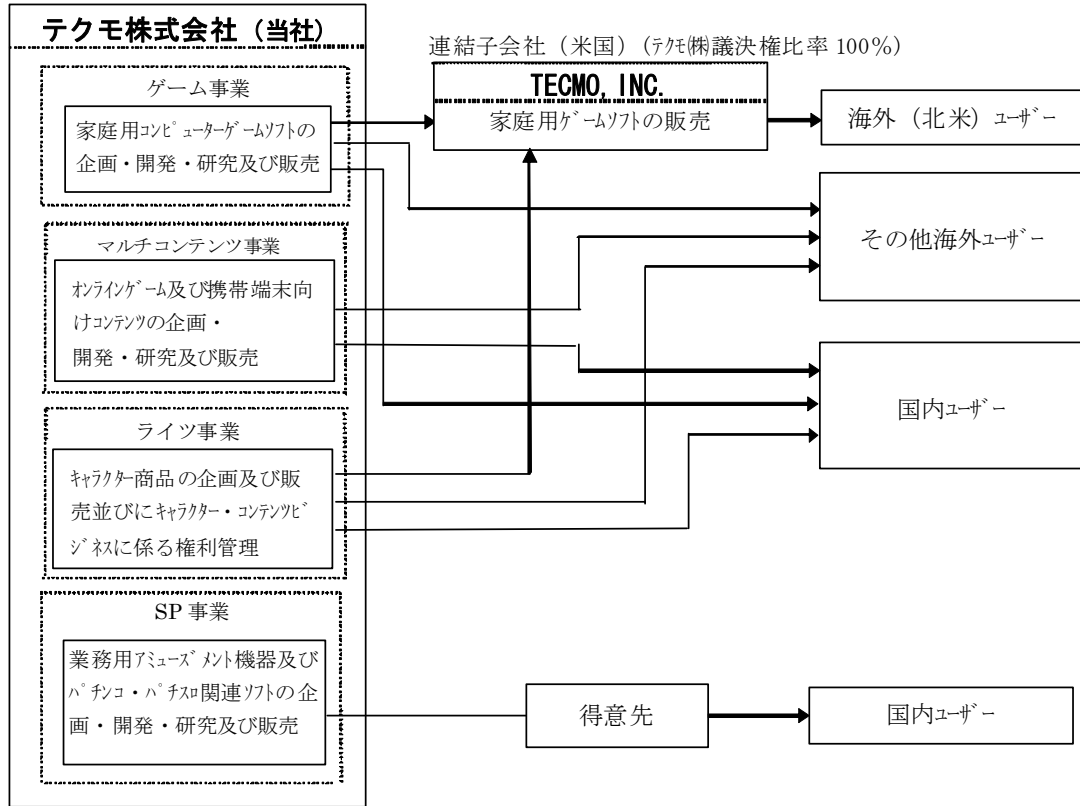 テクモ株式会社（当社）
ゲーム事業
家庭用ｺﾝﾋﾟｭｰﾀｰｹﾞｰﾑｿﾌﾄの
企画・開発・研究及び販売
マルチコンテンツ事業
ｵﾝﾗｲﾝｹﾞｰﾑ及び携帯端末向
けｺﾝﾃﾝﾂの企画・
開発・研究及び販売
ライツ事業
ｷｬﾗｸﾀｰ商品の企画及び販
売並びにｷｬﾗｸﾀｰ・ｺﾝﾃﾝﾂﾋﾞ
ｼﾞﾈｽに係る権利管理
SP 事業
業務用ｱﾐｭｰｽﾞﾒﾝﾄ機器及び
ﾊﾟﾁﾝｺ・ﾊﾟﾁｽﾛ関連ｿﾌﾄの企
画・開発・研究及び販売
連結子会社（米国）(ﾃｸﾓ㈱議決権比率 100％)
TECMO, INC.
家庭用ｹﾞｰﾑｿﾌﾄの販売
得意先
海外（北米）ﾕｰｻﾞｰ
その他海外ﾕｰｻﾞｰ
国内ﾕｰｻﾞｰ
国内ﾕｰｻﾞｰ